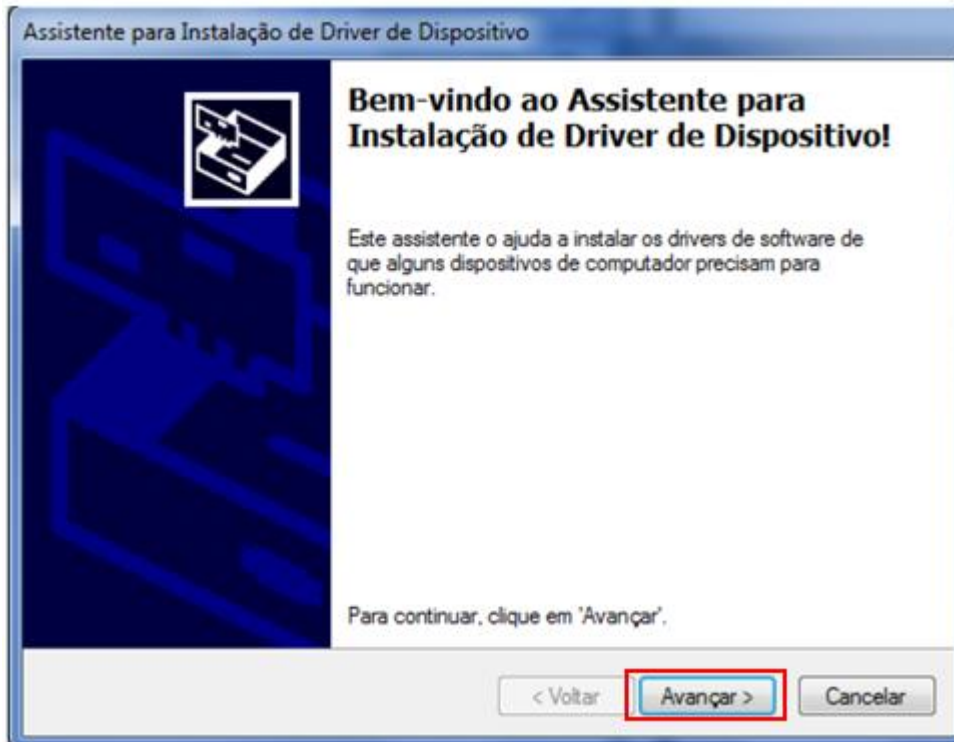 Assistente para Instalação de Driver de Dispositivo
Bem-vindo ao Assistente para
Instalação de Driver de Dispositivo!
Este assistente o ajuda a instalar os drivers de software de
que alguns dispositivos de computador precisam para
funcionar.
Para continuar, clique em 'Avançar'.
< Voltar Avançar > Cancelar